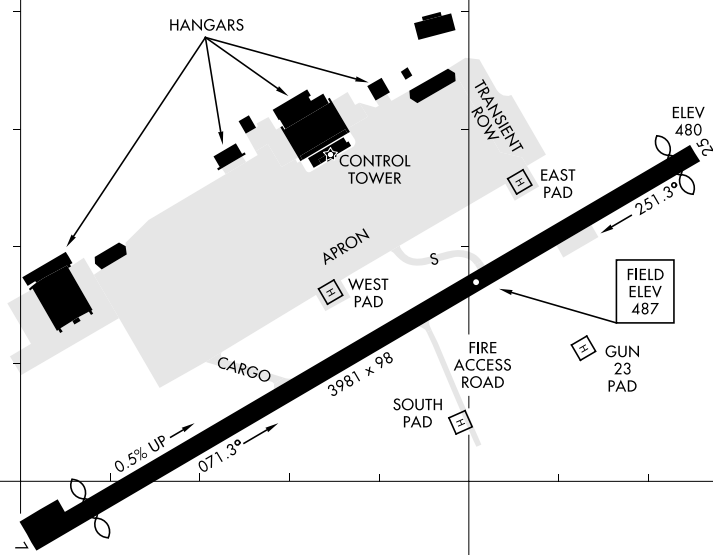 HANGARS
TRANSIENT
ROW
ELEV
480
25
CONTROL
TOWER
H
EAST
PAD
251.3°
APRON
S
H
WEST
PAD
FIELD
ELEV
487
CARGO
3981 x 98
FIRE
ACCESS
ROAD
H
GUN
23
PAD
SOUTH
PAD
H
0.5% UP
071.3°
7